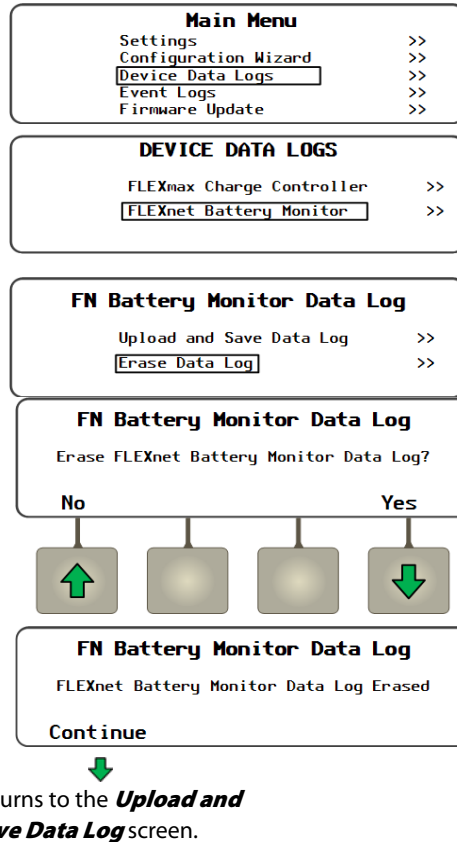 Main Menu
Settings >>
Configuration Wizard >>
Device Data Logs >>
Event Logs >>
Firmware Update >>
DEVICE DATA LOGS
FLEXmax Charge Controller >>
FLEXnet Battery Monitor >>
FN Battery Monitor Data Log
Upload and Save Data Log >>
Erase Data Log >>
FN Battery Monitor Data Log
Erase FLEXnet Battery Monitor Data Log?
No Yes
FN Battery Monitor Data Log
FLEXnet Battery Monitor Data Log Erased
Continue
to the Upload and
Data Log screen.